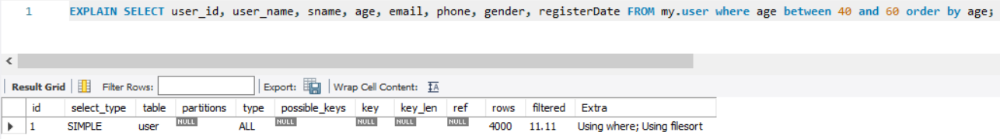 1 EXPLAIN SELECT user_id, user_name, sname, age, email, phone, gender, registerDate FROM my.user where age between 40 and 60 order by age;
Result Grid Filter Rows: Export: Wrap Cell Content: IA
id select_type table partitions type possible_keys key key_len ref rows filtered Extra
1 SIMPLE user NULL ALL NULL NULL NULL NULL 4000 11.11 Using where; Using filesort